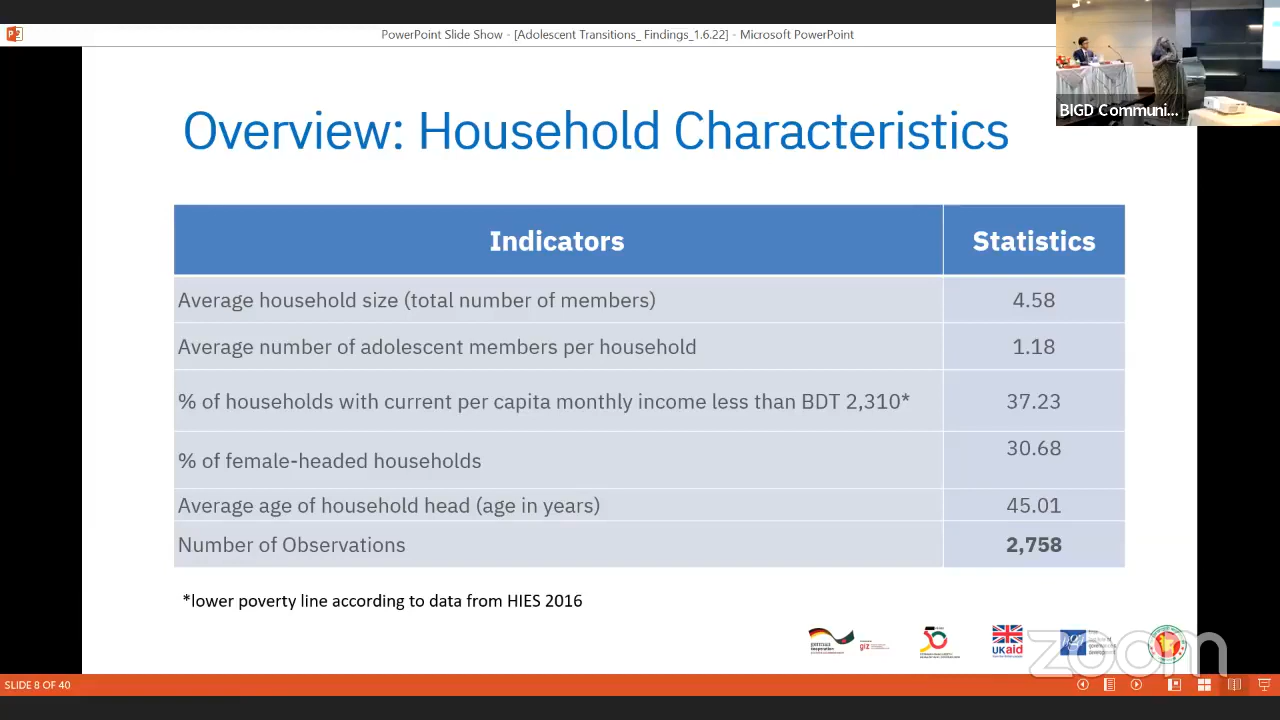 PowerPoint Slide Show - [Adolescent Transitions_ Findings_1.6.22] - Microsoft PowerPoint
BIGD Communi...
Overview: Household Characteristics
Indicators Statistics
Average household size (total number of members) 4.58
Average number of adolescent members per household 1.18
% of households with current per capita monthly income less than BDT 2,310* 37.23
% of female-headed households 30.68
Average age of household head (age in years) 45.01
Number of Observations 2,758
*lower poverty line according to data from HIES 2016
german
cooperation
giz
50
UKaid
zoom
SLIDE 8 OF 40